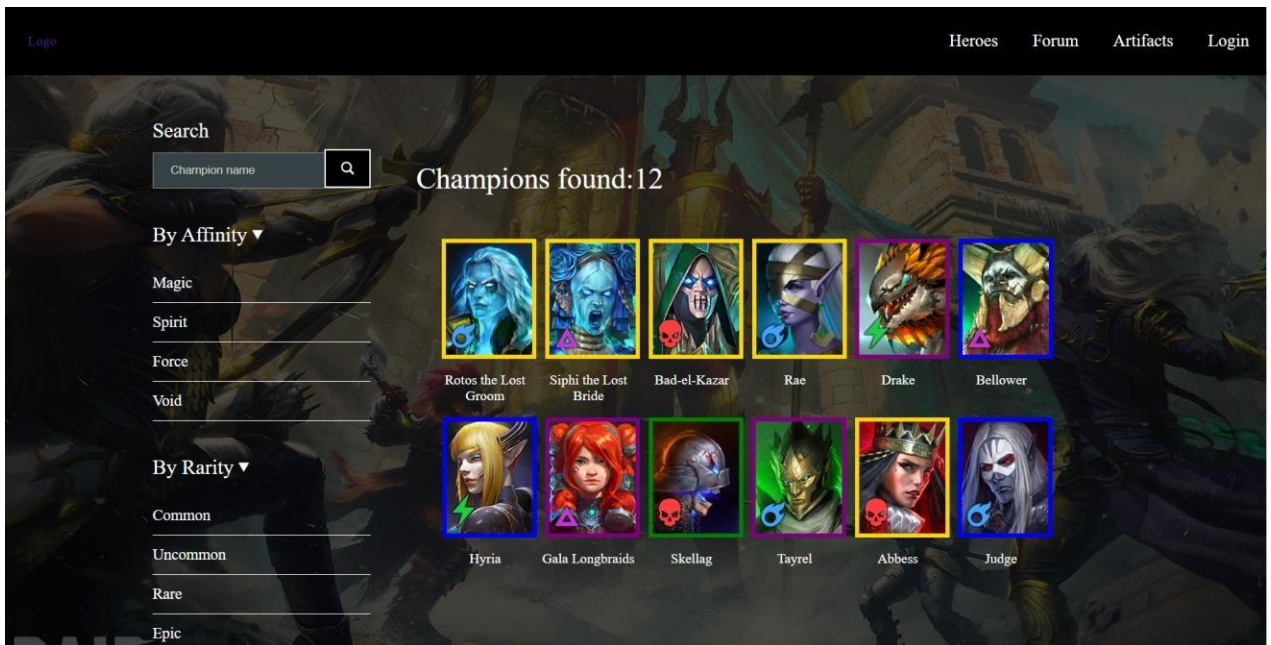 Logo
Heroes Forum Artifacts Login
Search
Champion name
Champions found:12
By Affinity ▼
Magic
Spirit
Force
Void
By Rarity ▼
Common
Uncommon
Rare
Epic
Rotos the Lost
Groom
Siphi the Lost
Bride
Bad-el-Kazar
Rae
Drake
Bellower
Hyria
Gala Longbraids
Skellag
Tayrel
Abbess
Judge
RAID